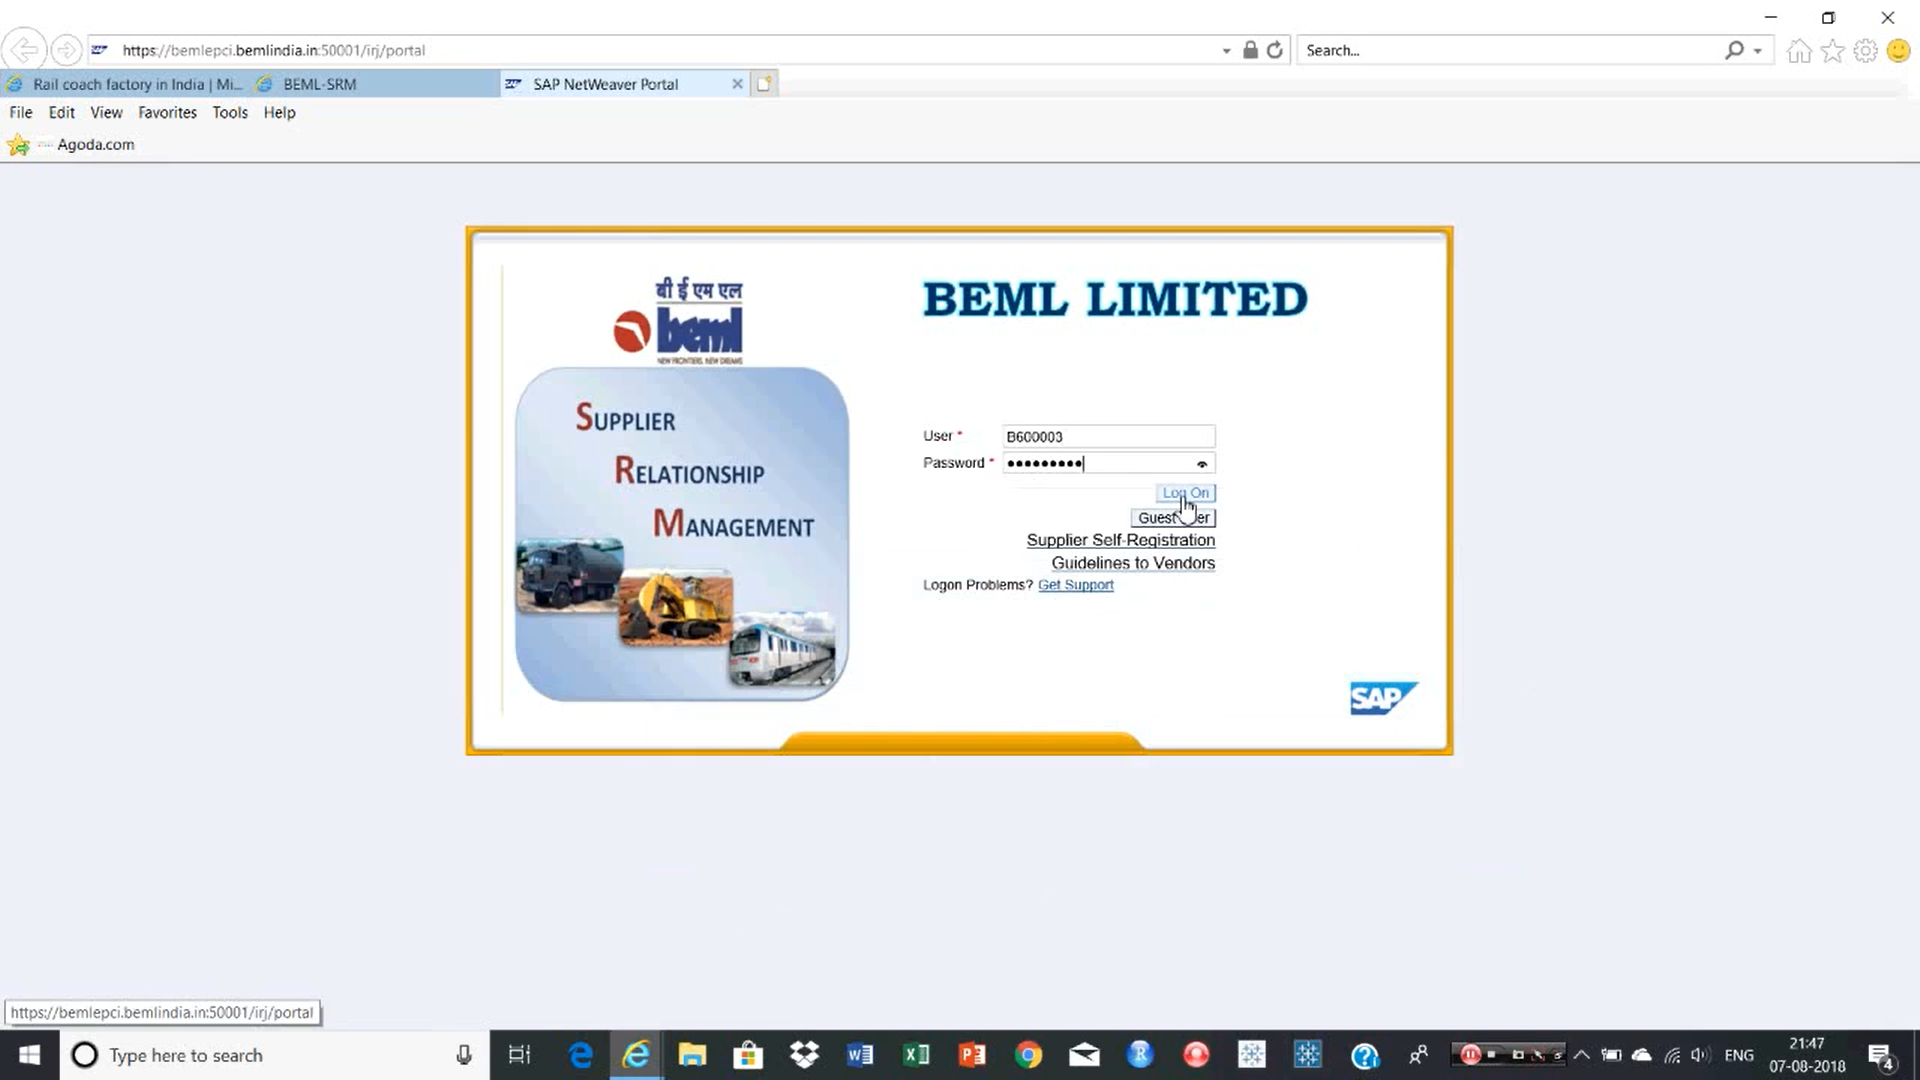 https://bemlepci.bemlindia.in:50001/irj/portal
Search...
Rail coach factory in India | Mi...
BEML-SRM
SAP NetWeaver Portal
File Edit View Favorites Tools Help
Agoda.com
बी ई एम एल
beml
NEW FRONTIERS. NEW DREAMS
BEML LIMITED
SUPPLIER
RELATIONSHIP
MANAGEMENT
User * B600003
Password *
Log On
Supplier Self-Registration
Guidelines to Vendors
Logon Problems? Get Support
SAP
https://bemlepci.bemlindia.in:50001/irj/portal
Type here to search
ENG
21:47
07-08-2018
4